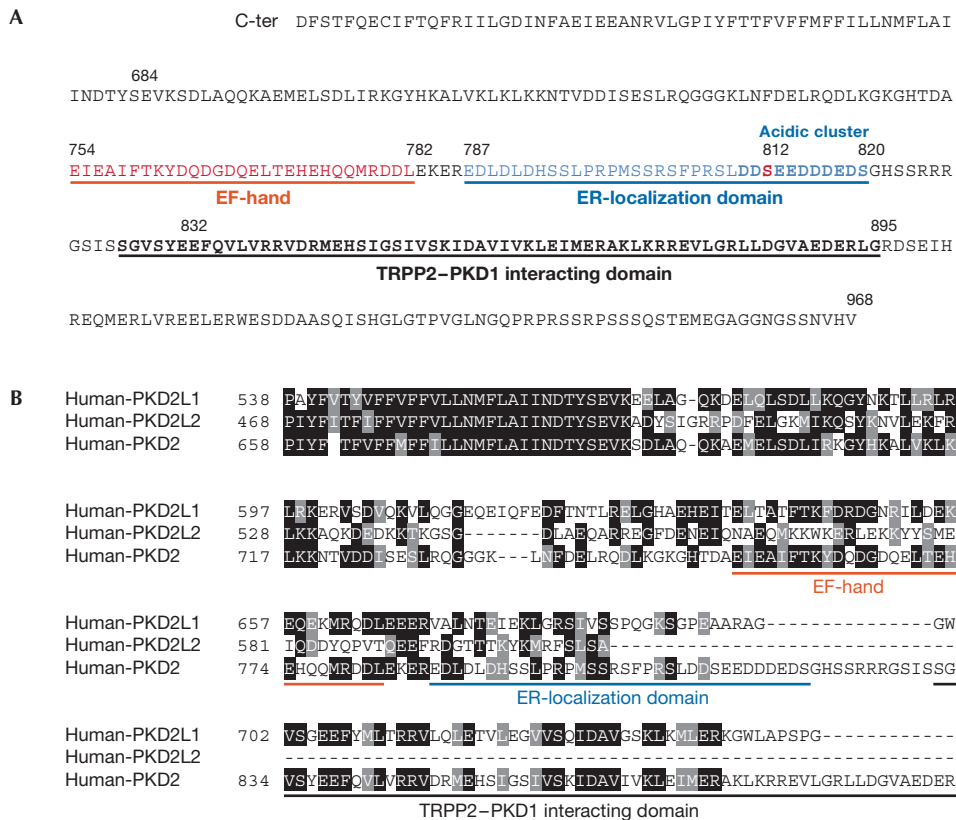 A
C-ter DFSTFQECIFTQFRIILGDINFAEIEEANRVLGPIYFTTFVFFMFFILLNMFLAI
684
INDTYSEVKSDLAQQKAEMELSDLIRKGYHKALVKLKLKKNTVDDISESLRQGGGKLNFDELRQDLKGKGHTDA
Acidic cluster
754 782 787 812 820
EIEAIFTKYDQDGDQELTEHEHQQMRDDLEKEREDLDLDHSSLPRPMSSRSFPRSLDDSEEDDDEDSGHSSRRR
EF-hand ER-localization domain
832 895
GSISSGVSYEEFQVLVRRVDRMEHSIGSIVSKIDAVIVKLEIMERAKLKRREVLGRLLDGVAEDERLGRDSEIH
TRPP2–PKD1 interacting domain
968
REQMERLVREELERWESDDAASQISHGLGTPVGLNGQPRPRSSRPSSSQSTEMEGAGGNGSSNVHV
B
Human-PKD2L1 538 PAYFVTYVFFVFFVLLNMFLAIINDTYSEVKEELAG-QKDELQLSDLLKQGYNKTLLRLR
Human-PKD2L2 468 PIYFITFIFFVFFVLLNMFLAIINDTYSEVKADYSIGRRPDFELGKMIKQSYKNVLEKFR
Human-PKD2 658 PIYFTTFVFFMFFILLNMFLAIINDTYSEVKSDLAQ-QKAEMELSDLIRKGYHKALVKLK
Human-PKD2L1 597 LRKERVSDVQKVLQGGEQEIQFEDFTNTLRELGHAEHEITELTATFTKFDRDGNRILDEK
Human-PKD2L2 528 LKKAQKDEDKKTKGSG-------DLAEQARREGFDENEIQNAEQMKKWKERLEKKYYSME
Human-PKD2 717 LKKNTVDDISESLRQGGGK---LNFDELRQDLKGKGHTDAEIEAIFTKYDQDGDQELTEH
EF-hand
Human-PKD2L1 657 EQEKMRQDLEEERVALNTEIEKLGRSIVSSPQGKSGPEAARAG---------------GW
Human-PKD2L2 581 IQDDYQPVTQEEFRDGTTTKYKMRFSLSA-------------------------------
Human-PKD2 774 EHQQMRDDLEKEREDLDLDHSSLPRPMSSRSFPRSLDDSEEDDDEDSGHSSRRRGSISSG
ER-localization domain
Human-PKD2L1 702 VSGEEFYMLTRRVLQLETVLEGVVSQIDAVGSKLKMLERKGWLAPSPG------------
Human-PKD2L2 ------------------------------------------------------------
Human-PKD2 834 VSYEEFQVLVRRVDRMEHSIGSIVSKIDAVIVKLEIMERAKLKRREVLGRLLDGVAEDER
TRPP2–PKD1 interacting domain